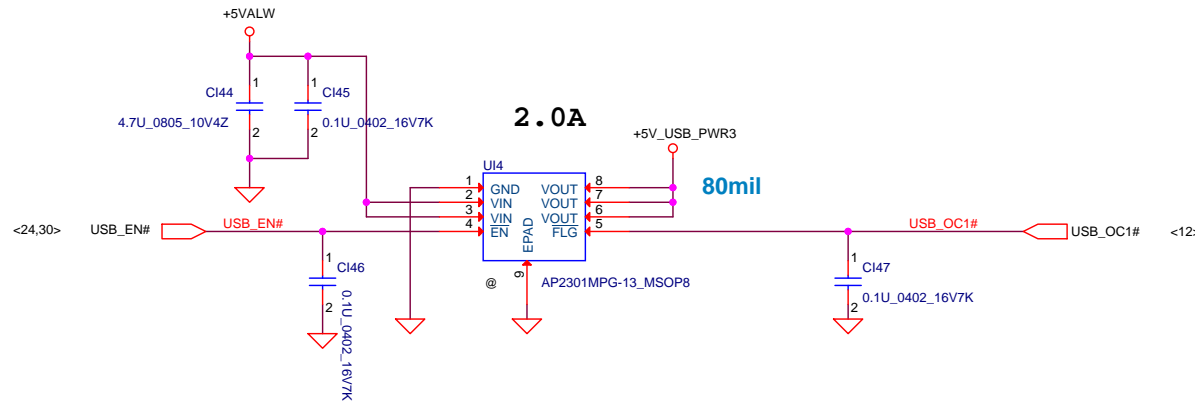 +5VALW
1
1
CI44
CI45
4.7U_0805_10V4Z
2
2
0.1U_0402_16V7K
2.0A
+5V_USB_PWR3
UI4
80mil
1 GND VOUT 8
2 VIN VOUT 7
3 VIN VOUT 6
4 EN FLG 5
EPAD
9
@
AP2301MPG-13_MSOP8
<24,30> USB_EN# USB_EN#
USB_OC1# USB_OC1# <12:
1
CI46
2
0.1U_0402_16V7K
1
CI47
0.1U_0402_16V7K
2